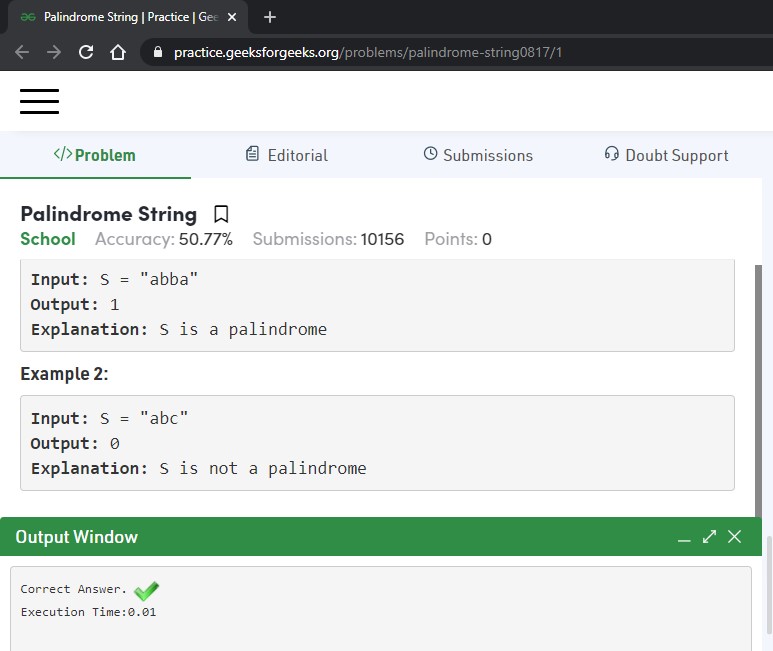 Palindrome String | Practice | Gee
practice.geeksforgeeks.org/problems/palindrome-string0817/1
</>Problem Editorial Submissions Doubt Support
Palindrome String
School Accuracy: 50.77% Submissions: 10156 Points: 0
Input: S = "abba"
Output: 1
Explanation: S is a palindrome
Example 2:
Input: S = "abc"
Output: 0
Explanation: S is not a palindrome
Output Window
Correct Answer.
Execution Time:0.01